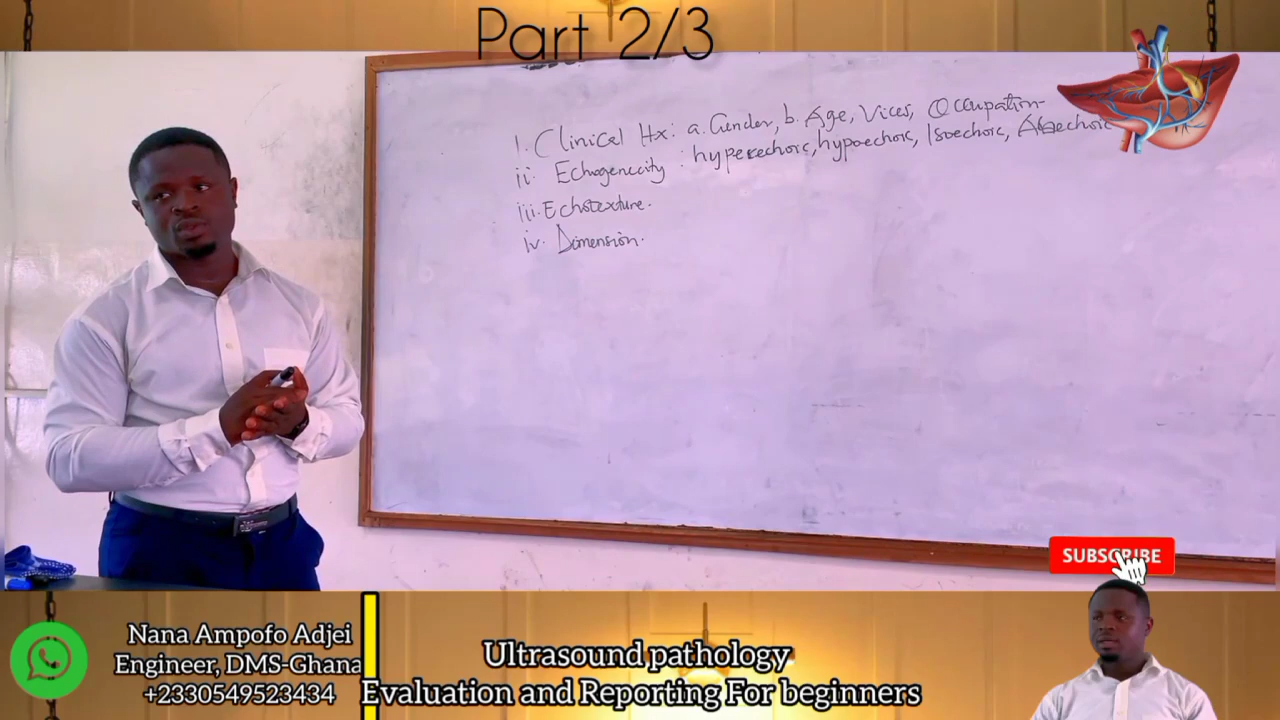 Part 2/3
1. Clinical Hx: a. Gender, b. Age, Vices, Occupation
ii. Echogenecity : hyperechoic, hypoechoic, Isoechoic, Anechoic
iii. Echotexture.
iv. Dimension.
SUBSCRIBE
Nana Ampofo Adjei
Engineer, DMS-Ghana
+2330549523434
Ultrasound pathology
Evaluation and Reporting For beginners